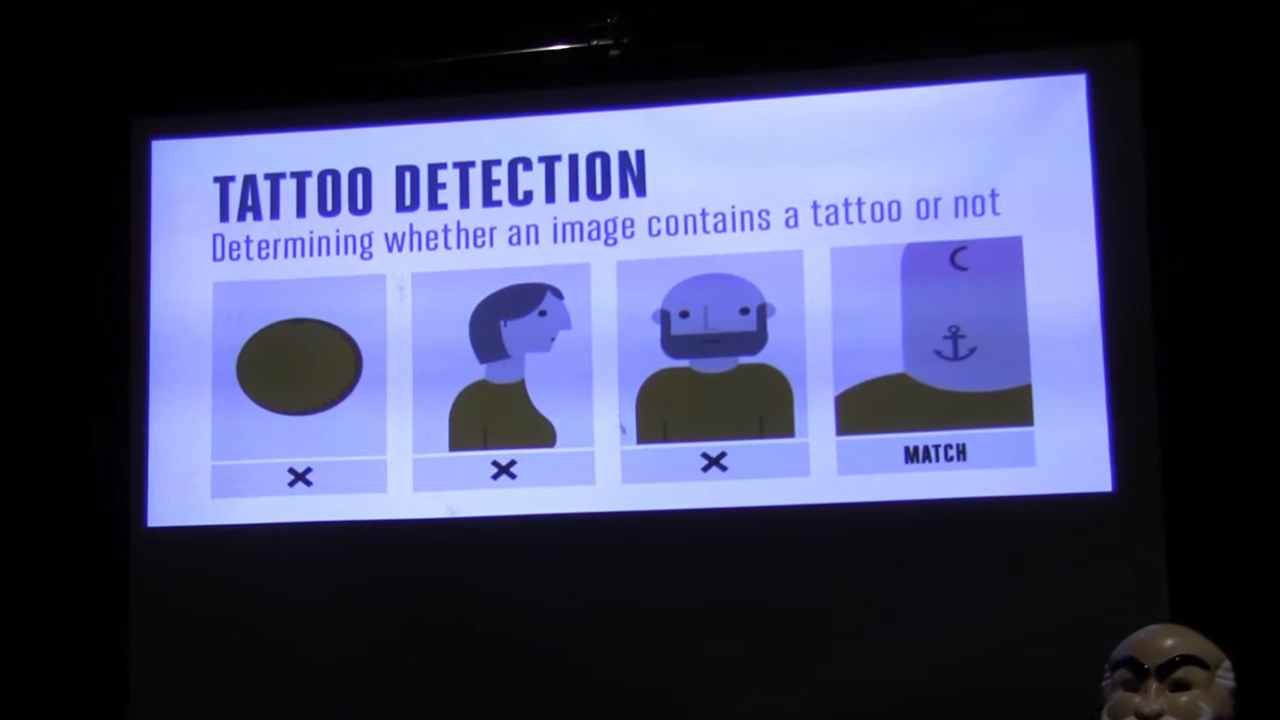 TATTOO DETECTION
Determining whether an image contains a tattoo or not
MATCH